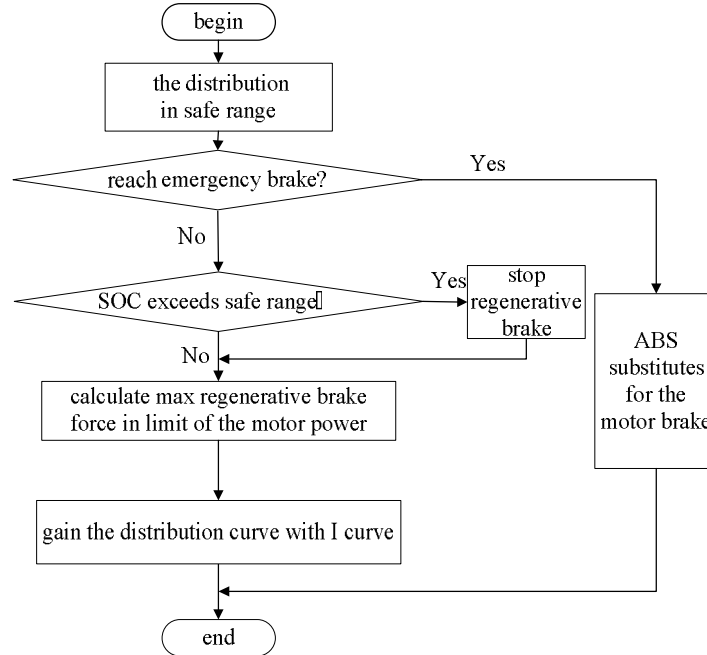 begin
the distribution
in safe range
reach emergency brake?
Yes
No
SOC exceeds safe range
Yes
stop
regenerative
brake
No
ABS
substitutes
for the
motor brake
calculate max regenerative brake
force in limit of the motor power
gain the distribution curve with I curve
end